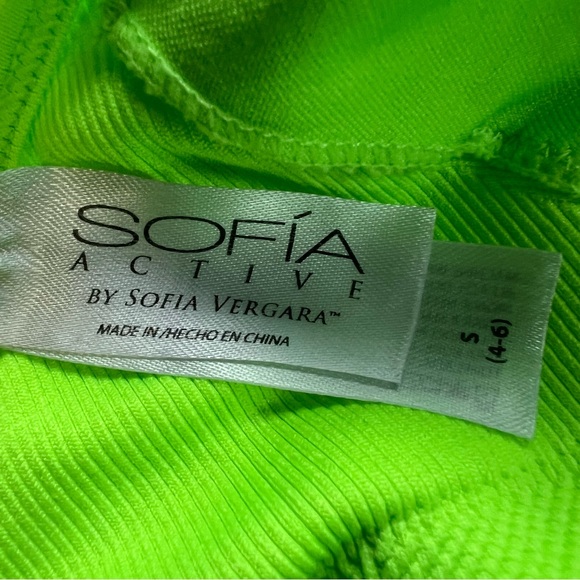 SOFÍA
ACTIVE
BY SOFIA VERGARA™
MADE IN/HECHO EN CHINA
S
(4-6)